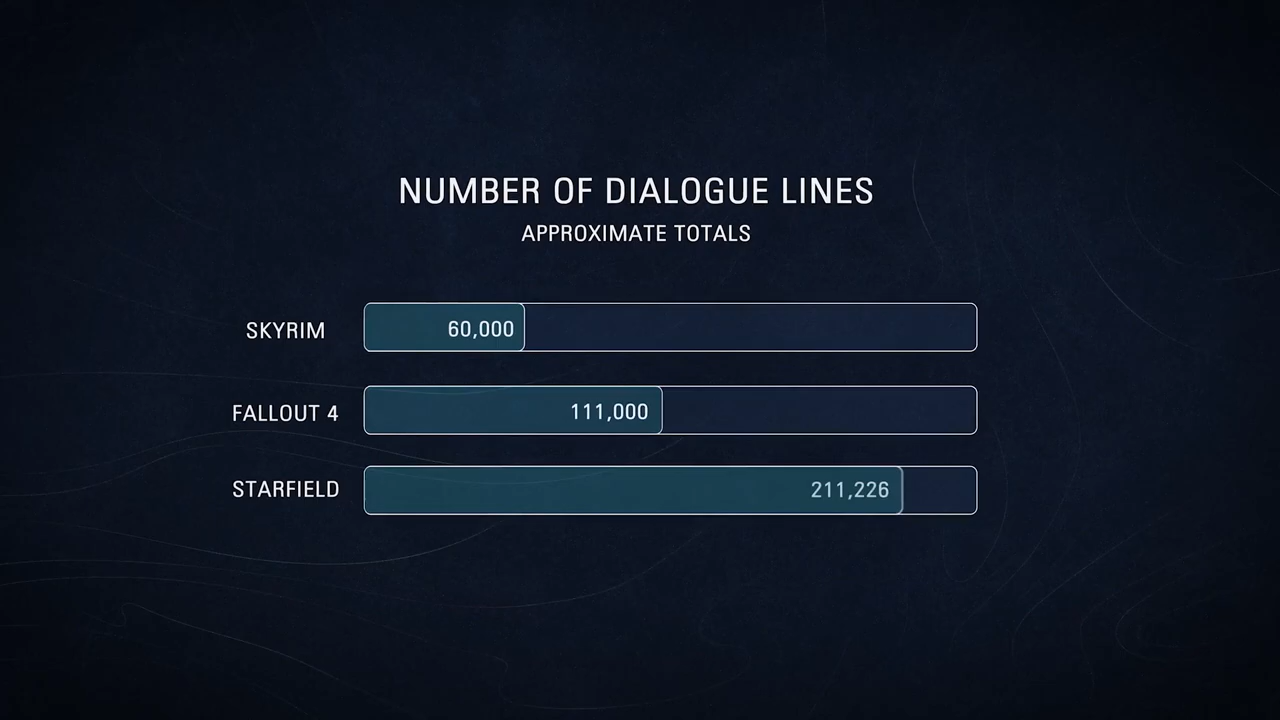 NUMBER OF DIALOGUE LINES
APPROXIMATE TOTALS
SKYRIM 60,000
FALLOUT 4 111,000
STARFIELD 211,226